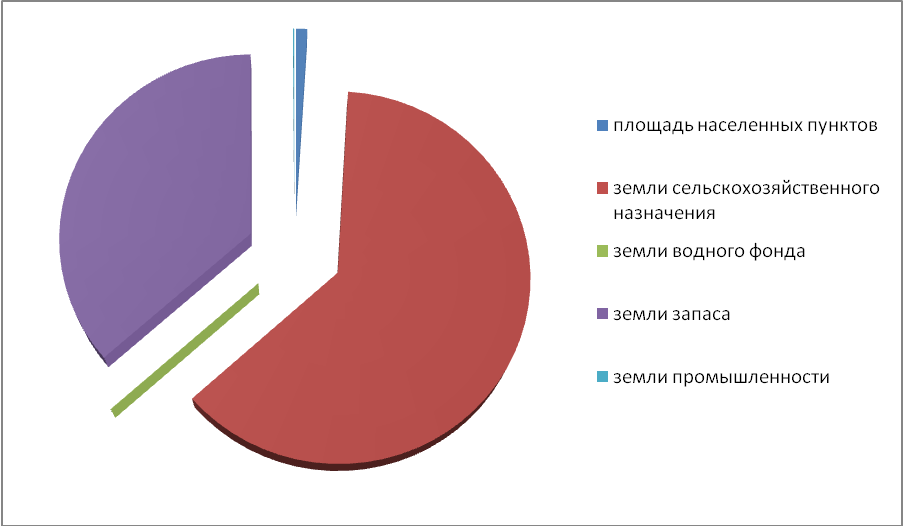 площадь населенных пунктов
земли сельскохозяйственного
назначения
земли водного фонда
земли запаса
земли промышленности